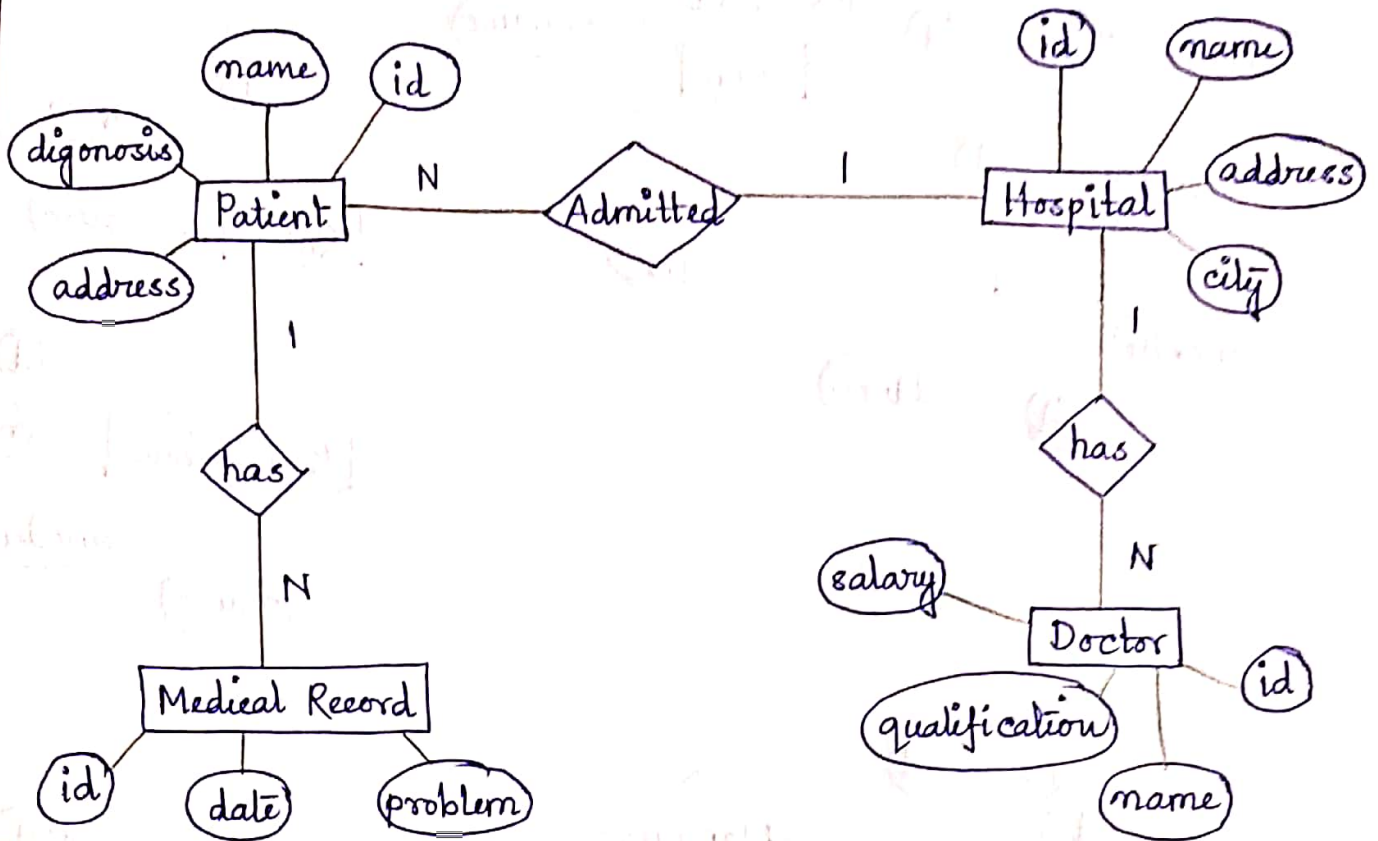 name
id
id
name
digonosis
address
Patient
N
Admitted
1
Hospital
address
city
1
1
has
has
N
N
salary
Doctor
id
Medical Record
qualification
id
date
problem
name